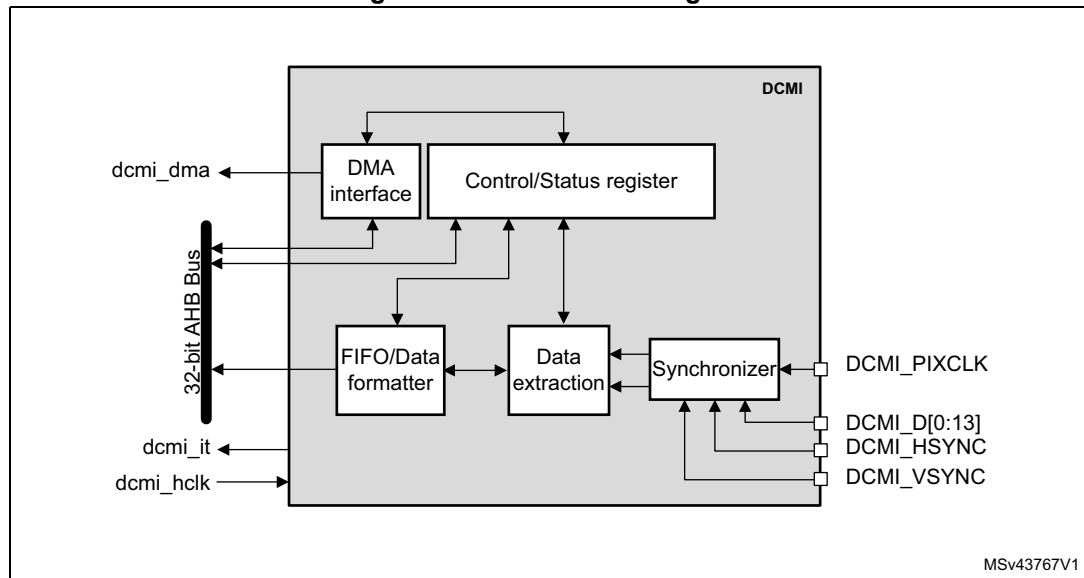 DCMI
dcmi_dma
DMA
interface
Control/Status register
32-bit AHB Bus
FIFO/Data
formatter
Data
extraction
Synchronizer
DCMI_PIXCLK
DCMI_D[0:13]
DCMI_HSYNC
DCMI_VSYNC
dcmi_it
dcmi_hclk
MSv43767V1